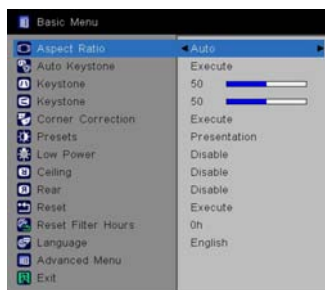 Basic Menu
Aspect Ratio Auto
Auto Keystone Execute
Keystone 50
Keystone 50
Corner Correction Execute
Presets Presentation
Low Power Disable
Ceiling Disable
Rear Disable
Reset Execute
Reset Filter Hours 0h
Language English
Advanced Menu
Exit